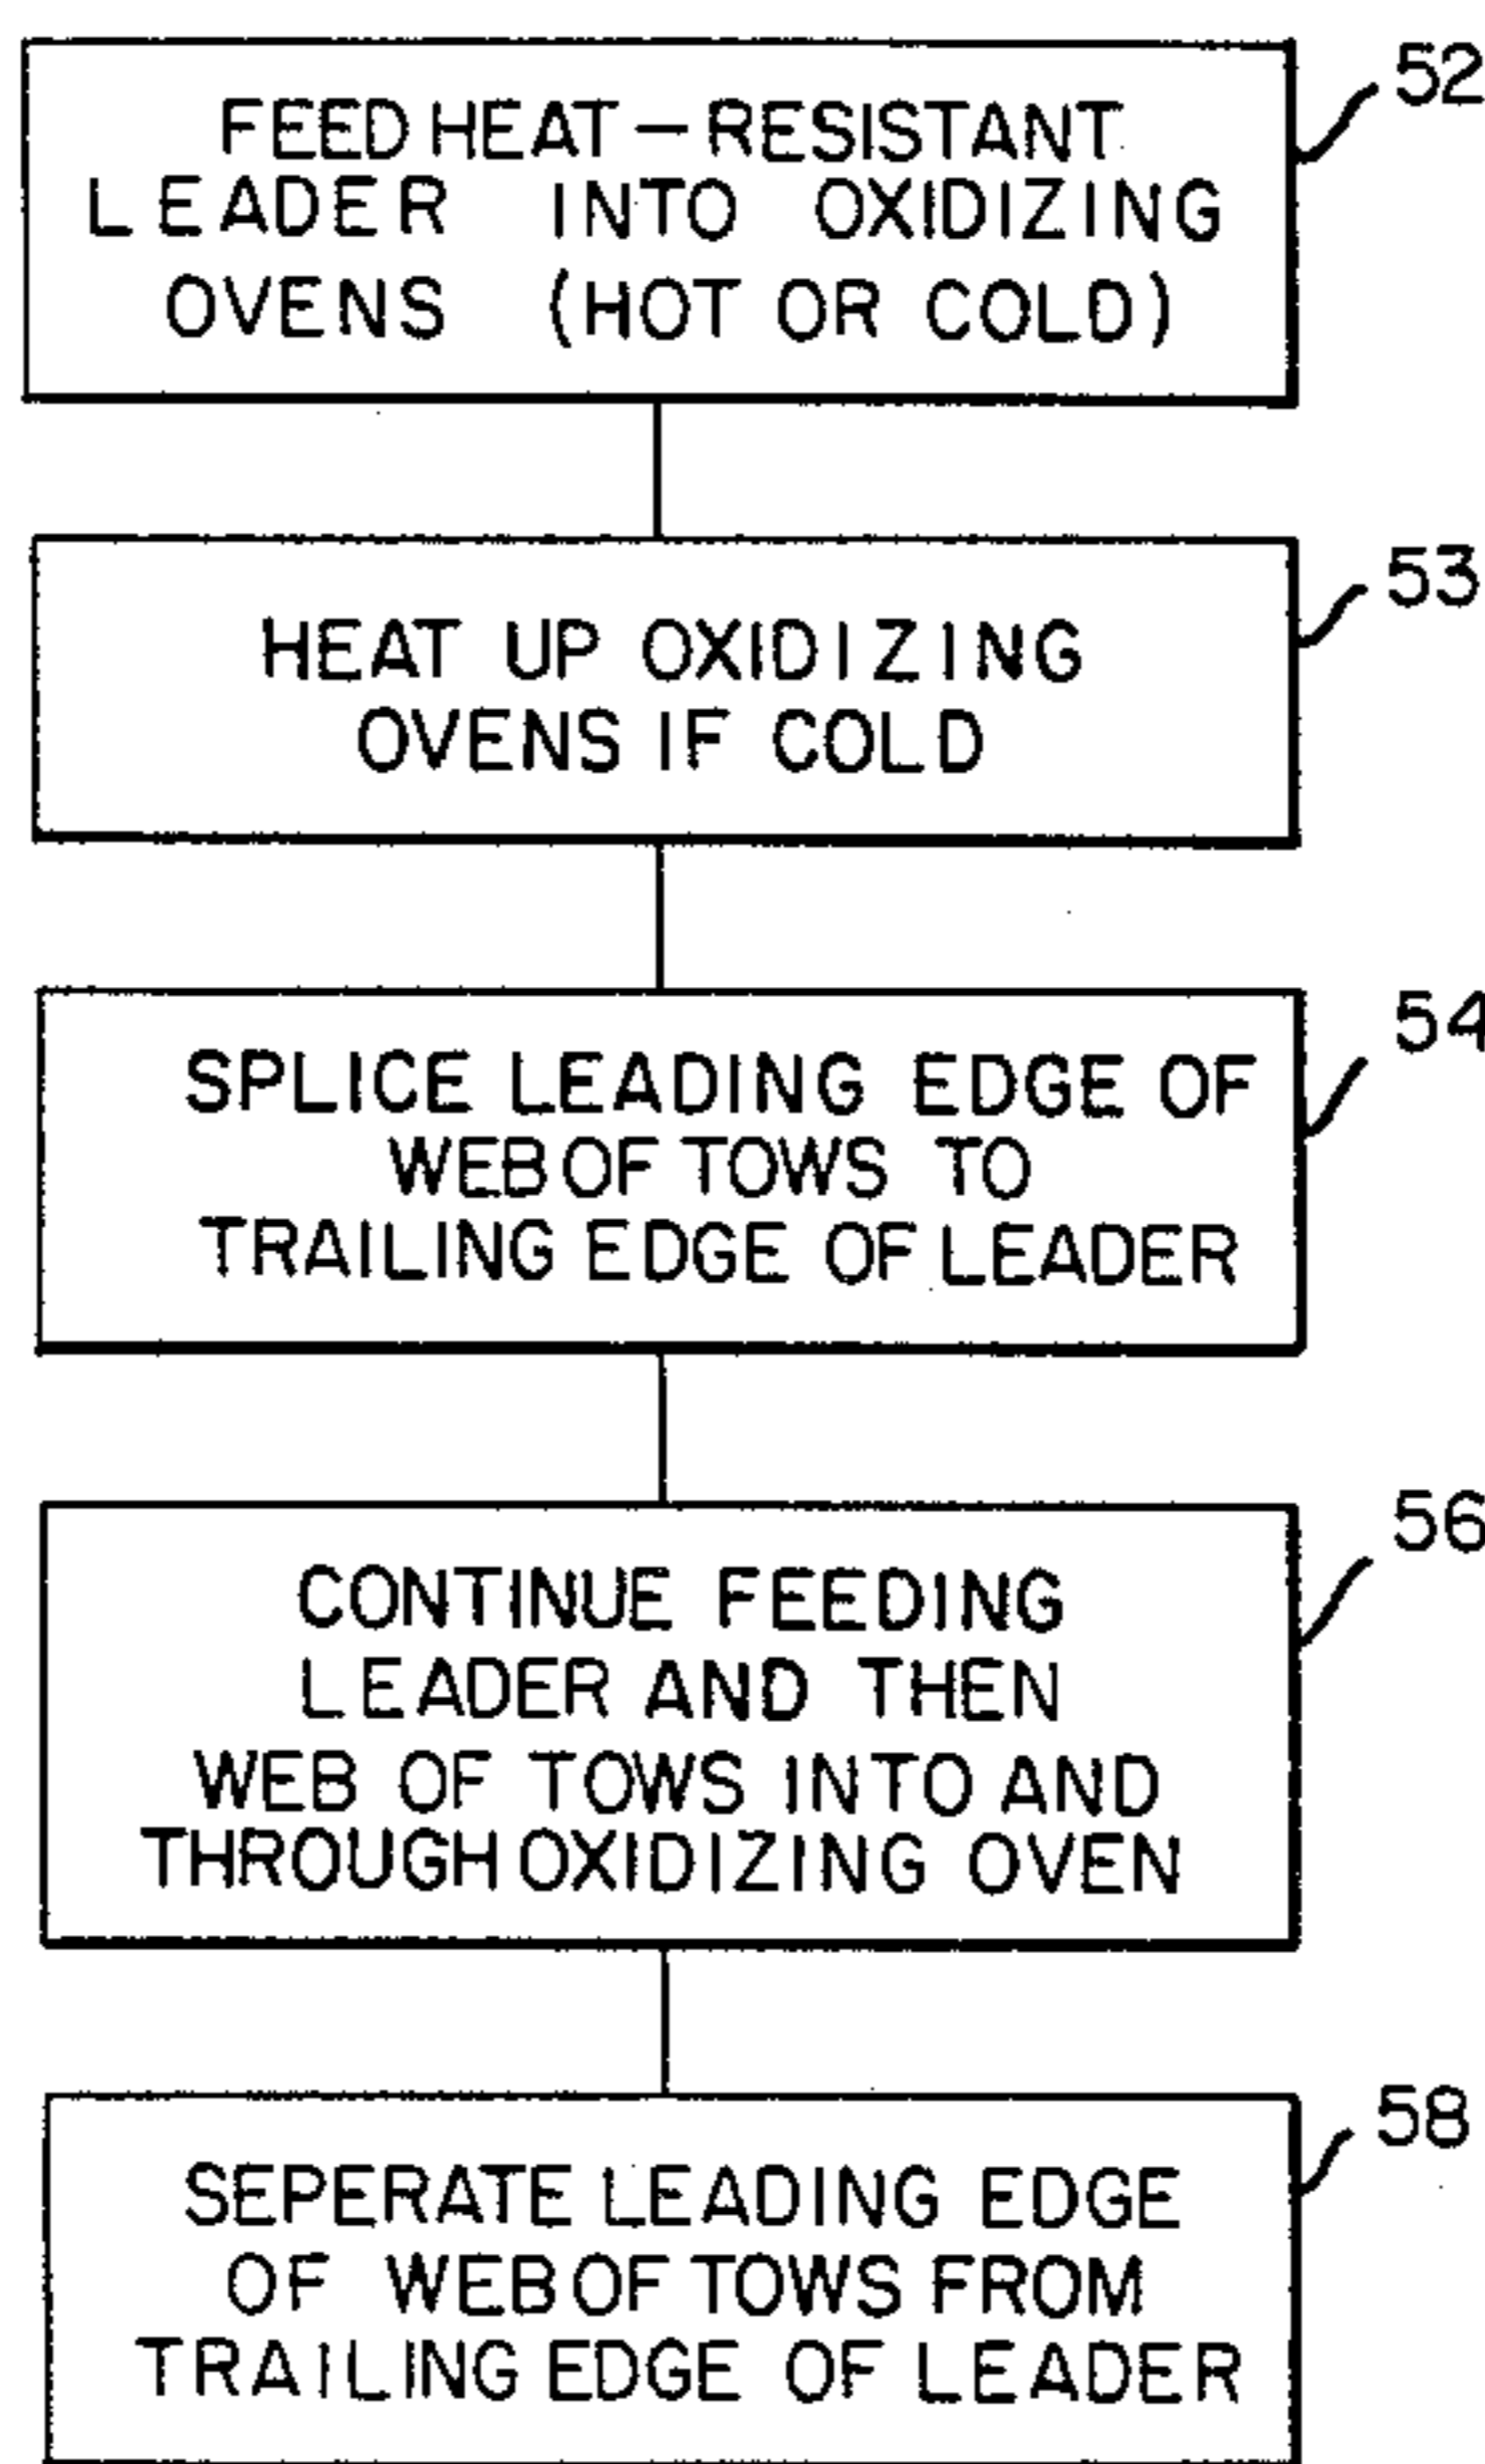 52
FEED HEAT-RESISTANT
LEADER INTO OXIDIZING
OVENS (HOT OR COLD)
53
HEAT UP OXIDIZING
OVENS IF COLD
54
SPLICE LEADING EDGE OF
WEB OF TOWS TO
TRAILING EDGE OF LEADER
56
CONTINUE FEEDING
LEADER AND THEN
WEB OF TOWS INTO AND
THROUGH OXIDIZING OVEN
58
SEPERATE LEADING EDGE
OF WEB OF TOWS FROM
TRAILING EDGE OF LEADER